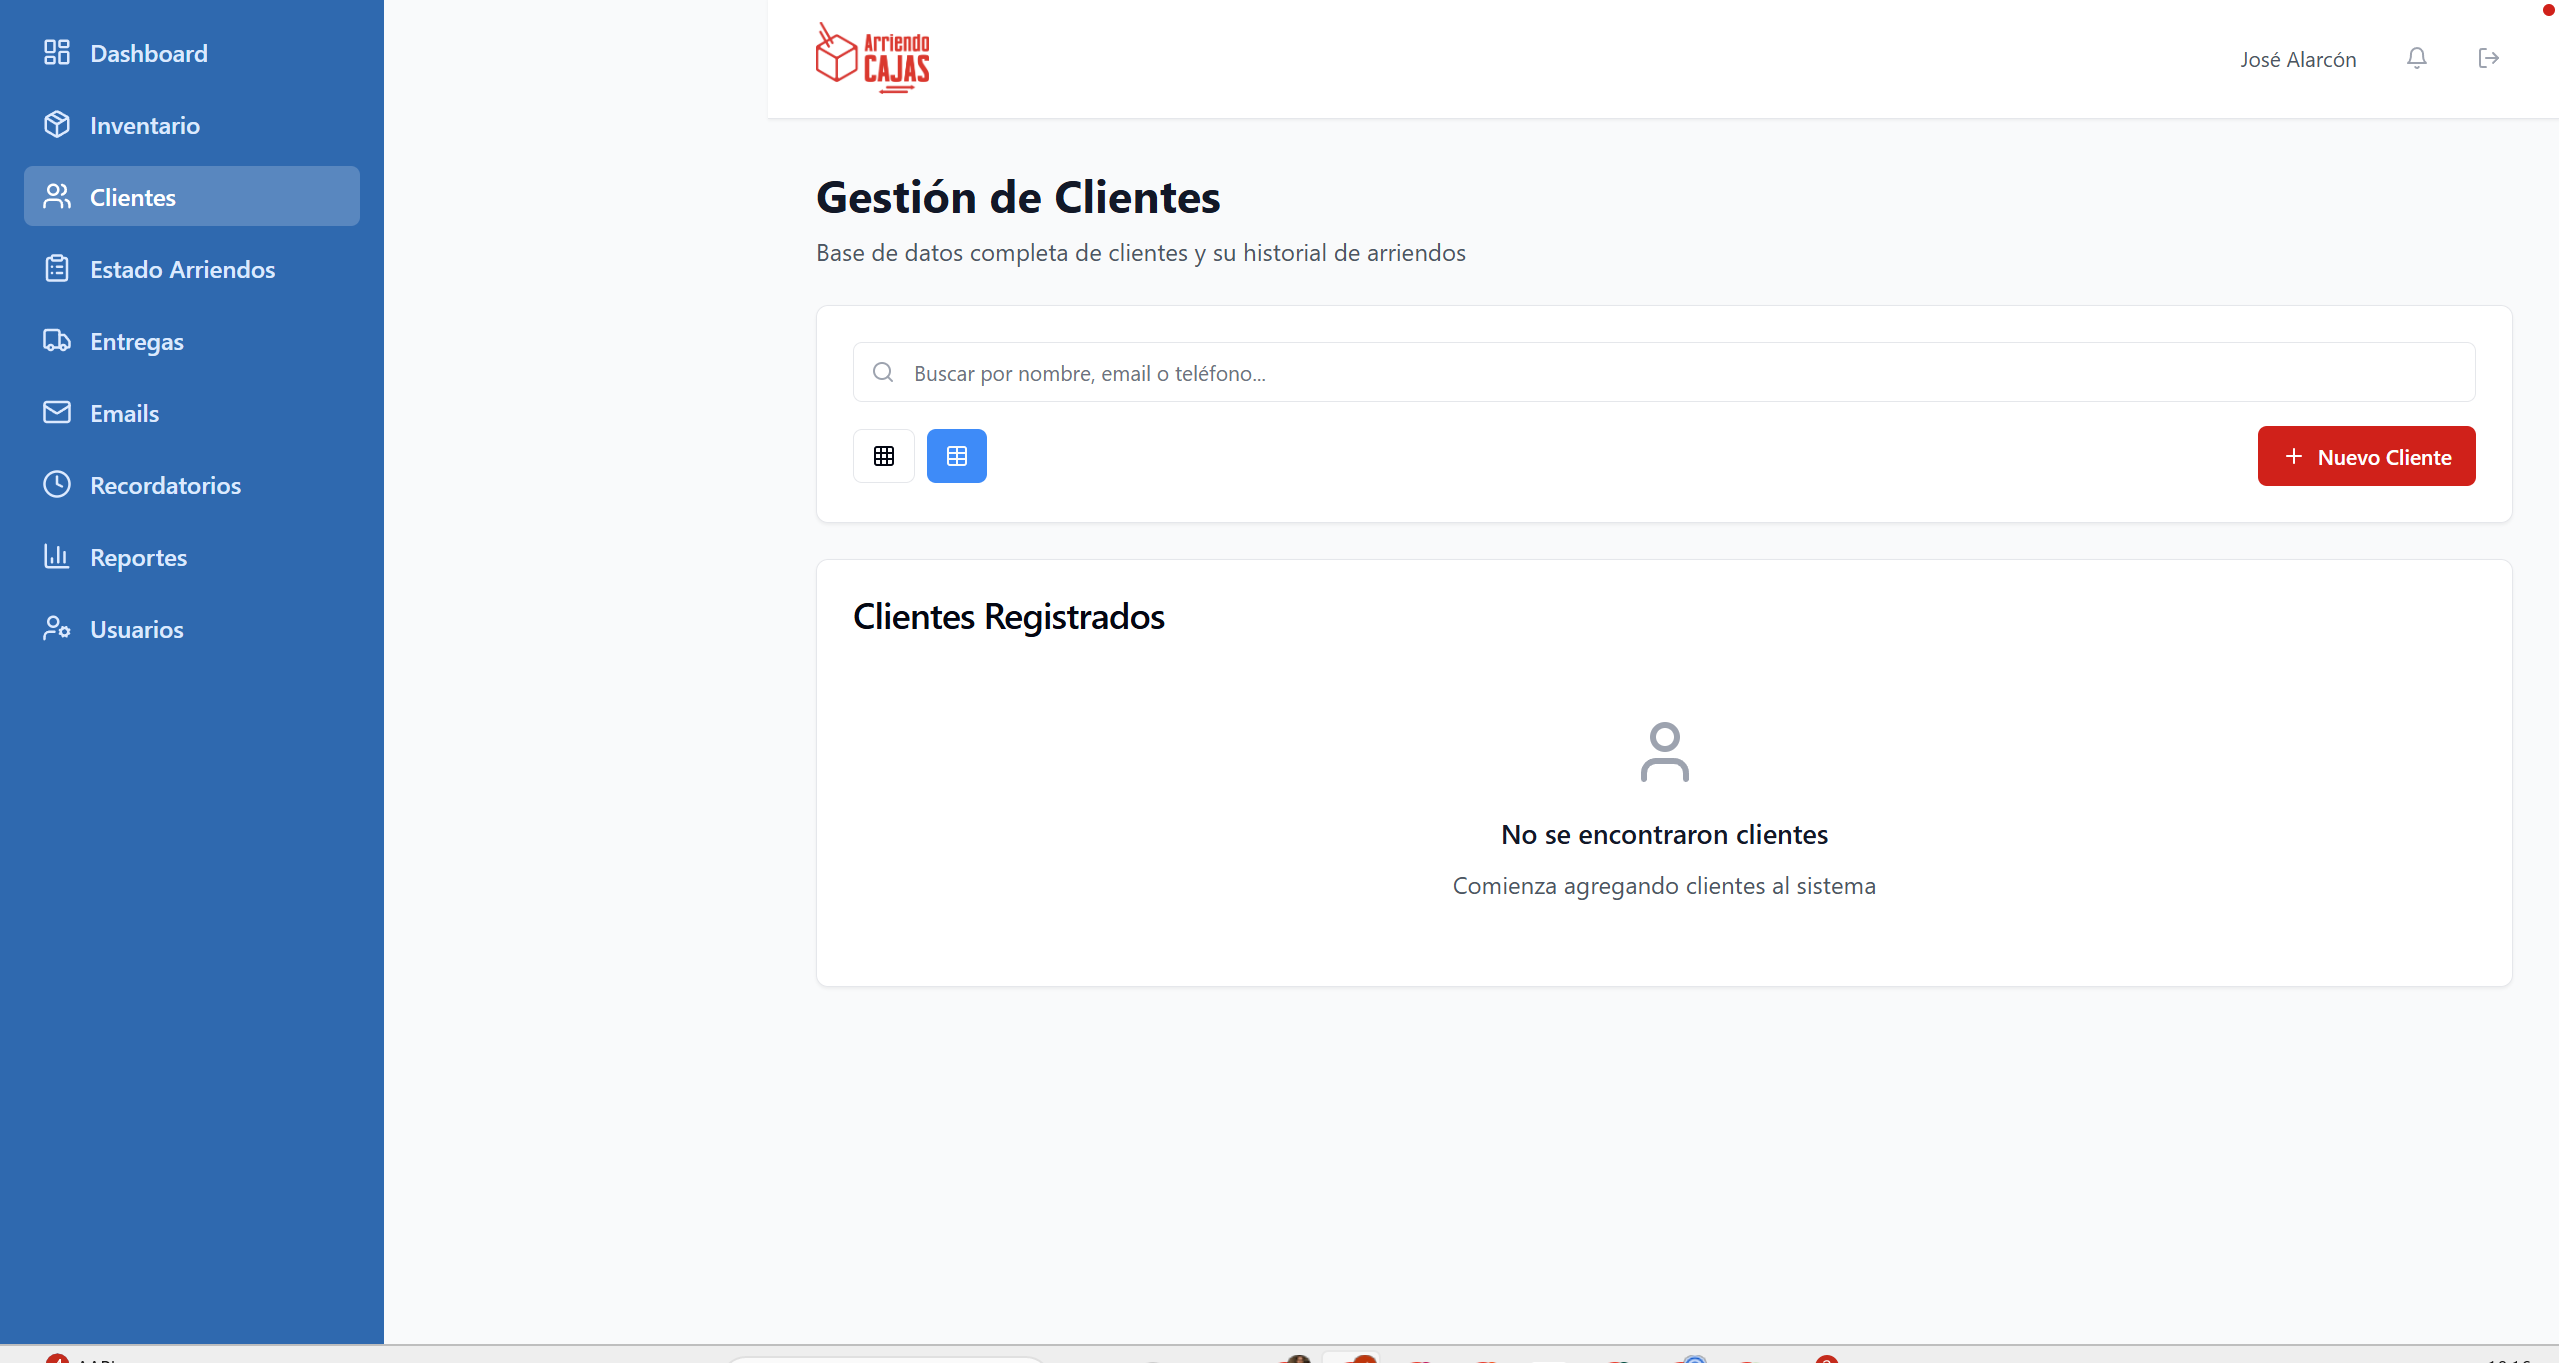 Dashboard
Inventario
Clientes
Estado Arriendos
Entregas
Emails
Recordatorios
Reportes
Usuarios
Arriendo
CAJAS
José Alarcón
Gestión de Clientes
Base de datos completa de clientes y su historial de arriendos
Buscar por nombre, email o teléfono...
Nuevo Cliente
Clientes Registrados
No se encontraron clientes
Comienza agregando clientes al sistema